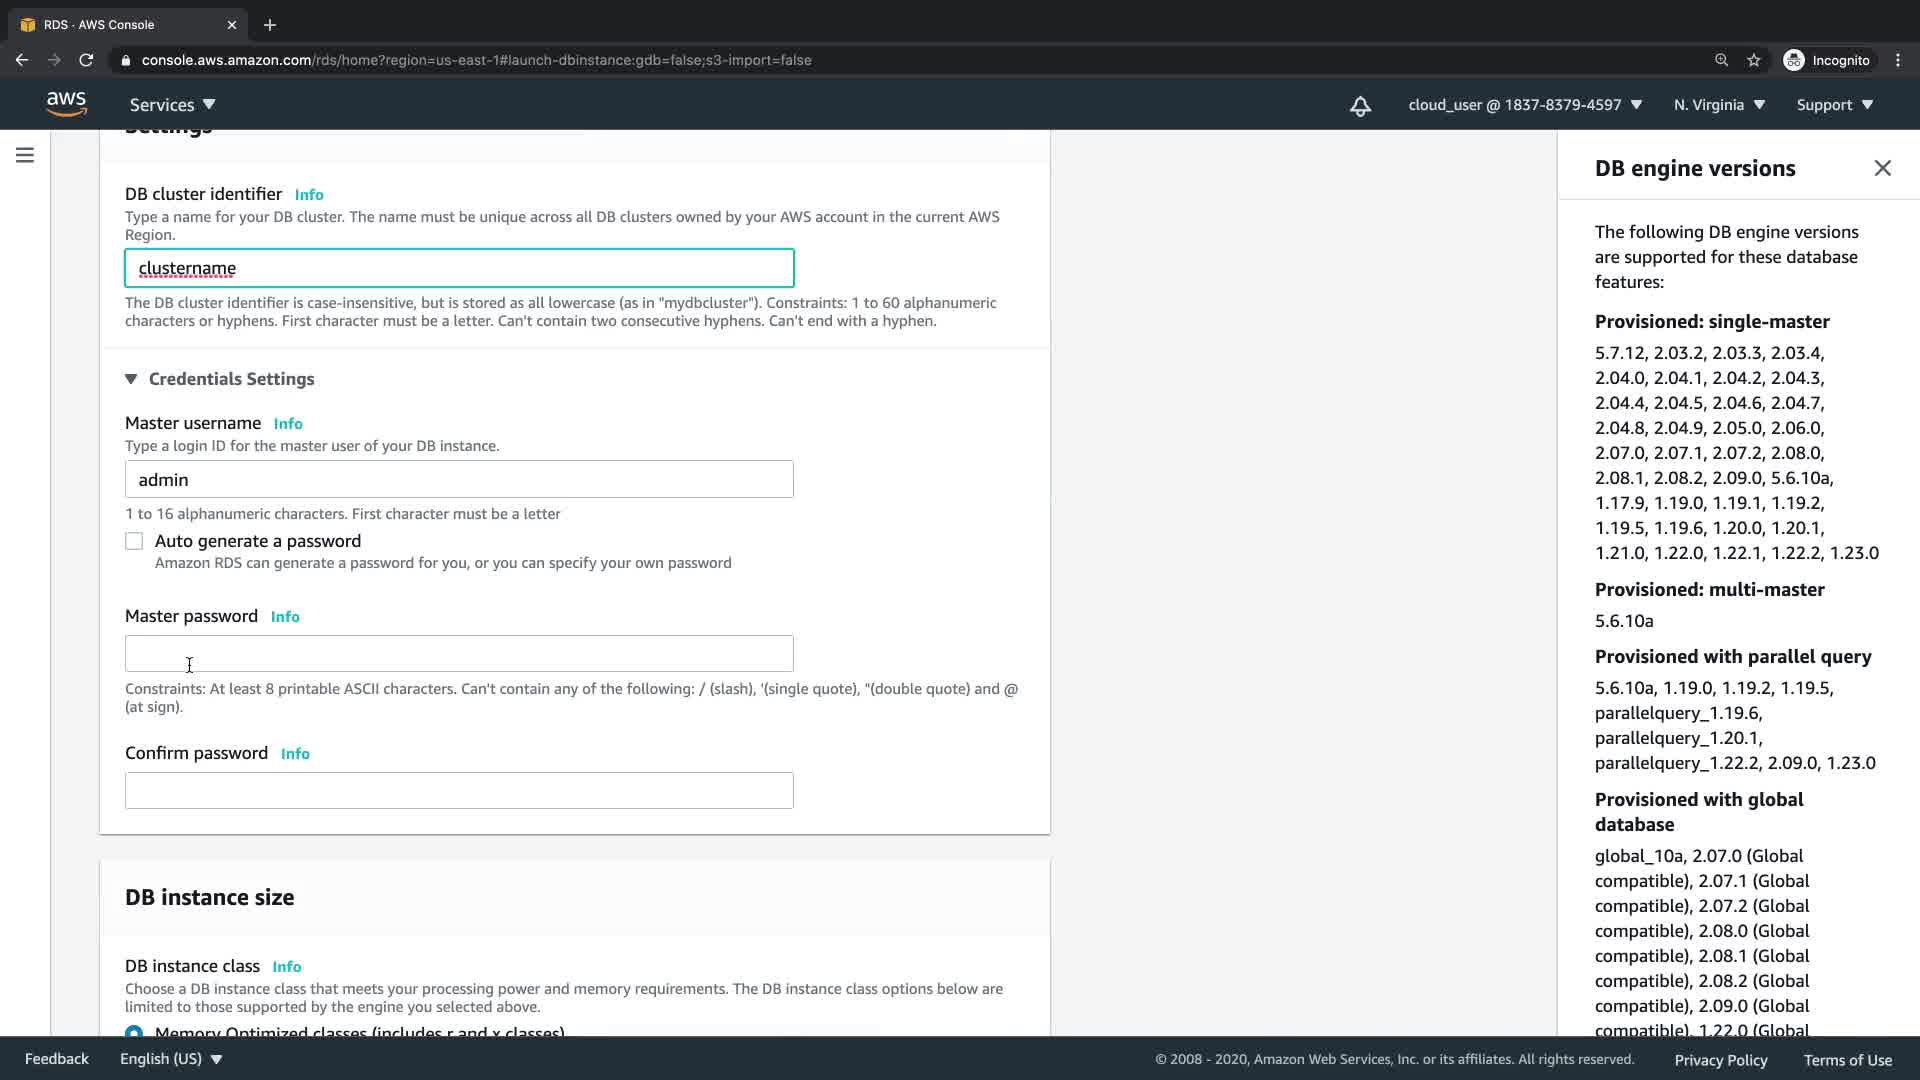 RDS · AWS Console
console.aws.amazon.com/rds/home?region=us-east-1#launch-dbinstance:gdb=false;s3-import=false
Incognito
aws
Services
cloud_user @ 1837-8379-4597
N. Virginia
Support
Settings
DB cluster identifier Info
Type a name for your DB cluster. The name must be unique across all DB clusters owned by your AWS account in the current AWS
Region.
clustername
The DB cluster identifier is case-insensitive, but is stored as all lowercase (as in "mydbcluster"). Constraints: 1 to 60 alphanumeric
characters or hyphens. First character must be a letter. Can't contain two consecutive hyphens. Can't end with a hyphen.
Credentials Settings
Master username Info
Type a login ID for the master user of your DB instance.
admin
1 to 16 alphanumeric characters. First character must be a letter
Auto generate a password
Amazon RDS can generate a password for you, or you can specify your own password
Master password Info
Constraints: At least 8 printable ASCII characters. Can't contain any of the following: / (slash), '(single quote), "(double quote) and @
(at sign).
Confirm password Info
DB instance size
DB instance class Info
Choose a DB instance class that meets your processing power and memory requirements. The DB instance class options below are
limited to those supported by the engine you selected above.
Memory Optimized classes (includes r and x classes)
DB engine versions
The following DB engine versions
are supported for these database
features:
Provisioned: single-master
5.7.12, 2.03.2, 2.03.3, 2.03.4,
2.04.0, 2.04.1, 2.04.2, 2.04.3,
2.04.4, 2.04.5, 2.04.6, 2.04.7,
2.04.8, 2.04.9, 2.05.0, 2.06.0,
2.07.0, 2.07.1, 2.07.2, 2.08.0,
2.08.1, 2.08.2, 2.09.0, 5.6.10a,
1.17.9, 1.19.0, 1.19.1, 1.19.2,
1.19.5, 1.19.6, 1.20.0, 1.20.1,
1.21.0, 1.22.0, 1.22.1, 1.22.2, 1.23.0
Provisioned: multi-master
5.6.10a
Provisioned with parallel query
5.6.10a, 1.19.0, 1.19.2, 1.19.5,
parallelquery_1.19.6,
parallelquery_1.20.1,
parallelquery_1.22.2, 2.09.0, 1.23.0
Provisioned with global
database
global_10a, 2.07.0 (Global
compatible), 2.07.1 (Global
compatible), 2.07.2 (Global
compatible), 2.08.0 (Global
compatible), 2.08.1 (Global
compatible), 2.08.2 (Global
compatible), 2.09.0 (Global
compatible), 1.22.0 (Global
Feedback
English (US)
© 2008 - 2020, Amazon Web Services, Inc. or its affiliates. All rights reserved.
Privacy Policy
Terms of Use